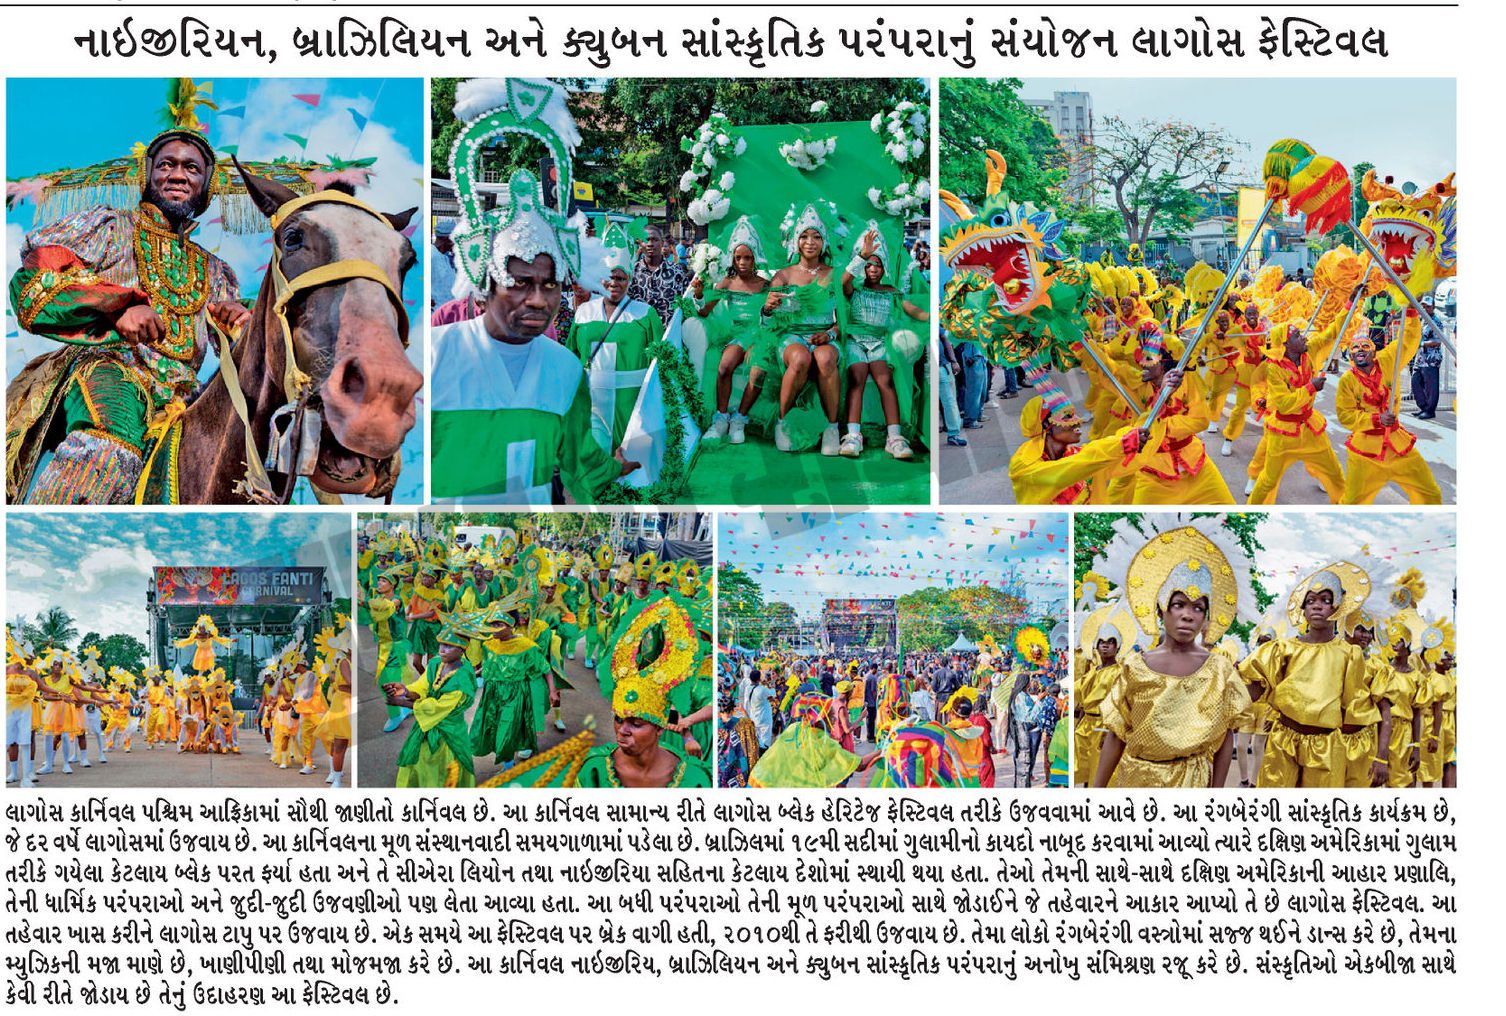 નાઇજીરિયન, બ્રાઝિલિયન અને ક્યુબન સાંસ્કૃતિક પરંપરાનું સંયોજન લાગોસ ફેસ્ટિવલ
LAGOS FANTI
CARNIVAL
લાગોસ કાર્નિવલ પશ્ચિમ આફ્રિકામાં સૌથી જાણીતો કાર્નિવલ છે. આ કાર્નિવલ સામાન્ય રીતે લાગોસ બ્લેક હેરિટેજ ફેસ્ટિવલ તરીકે ઉજવવામાં આવે છે. આ રંગબેરંગી સાંસ્કૃતિક કાર્યક્રમ છે,
જે દર વર્ષે લાગોસમાં ઉજવાય છે. આ કાર્નિવલના મૂળ સંસ્થાનવાદી સમયગાળામાં પડેલા છે. બ્રાઝિલમાં ૧૯મી સદીમાં ગુલામીનો કાયદો નાબૂદ કરવામાં આવ્યો ત્યારે દક્ષિણ અમેરિકામાં ગુલામ
તરીકે ગયેલા કેટલાય બ્લેક પરત ફર્યા હતા અને તે સીએરા લિયોન તથા નાઇજીરિયા સહિતના કેટલાય દેશોમાં સ્થાયી થયા હતા. તેઓ તેમની સાથે-સાથે દક્ષિણ અમેરિકાની આહાર પ્રણાલિ,
તેની ધાર્મિક પરંપરાઓ અને જુદી-જુદી ઉજવણીઓ પણ લેતા આવ્યા હતા. આ બધી પરંપરાઓ તેની મૂળ પરંપરાઓ સાથે જોડાઈને જે તહેવારને આકાર આપ્યો તે છે લાગોસ ફેસ્ટિવલ. આ
તહેવાર ખાસ કરીને લાગોસ ટાપુ પર ઉજવાય છે. એક સમયે આ ફેસ્ટિવલ પર બ્રેક વાગી હતી, ૨૦૧૦થી તે ફરીથી ઉજવાય છે. તેમા લોકો રંગબેરંગી વસ્ત્રોમાં સજ્જ થઈને ડાન્સ કરે છે, તેમના
મ્યુઝિકની મજા માણે છે, ખાણીપીણી તથા મોજમજા કરે છે. આ કાર્નિવલ નાઇજીરિય, બ્રાઝિલિયન અને ક્યુબન સાંસ્કૃતિક પરંપરાનું અનોખુ સંમિશ્રણ રજૂ કરે છે. સંસ્કૃતિઓ એકબીજા સાથે
કેવી રીતે જોડાય છે તેનું ઉદાહરણ આ ફેસ્ટિવલ છે.